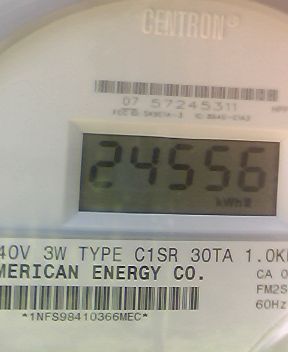 CENTRON®
07 57245311
24556
kWh
40V 3W TYPE C1SR 30TA 1.0K
MERICAN ENERGY CO.
CA 0
FM2S
60Hz
*1NFS98410366MEC*